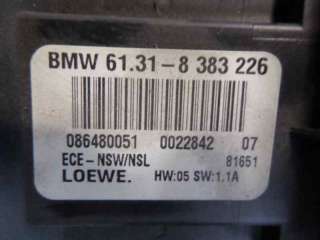 BMW 61.31-8 383 226
086480051 0022842 07
ECE-NSW/NSL 81651
LOEWE. HW:05 SW:1.1A